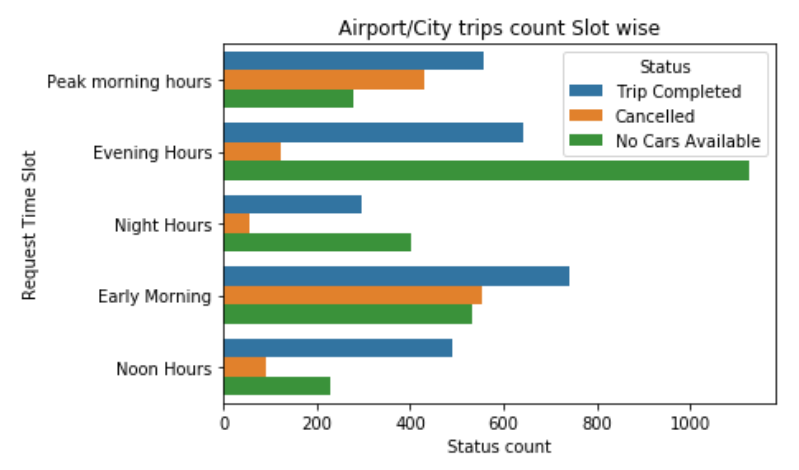 Airport/City trips count Slot wise
Status
Trip Completed
Cancelled
No Cars Available
Request Time Slot
Peak morning hours
Evening Hours
Night Hours
Early Morning
Noon Hours
0 200 400 600 800 1000
Status count